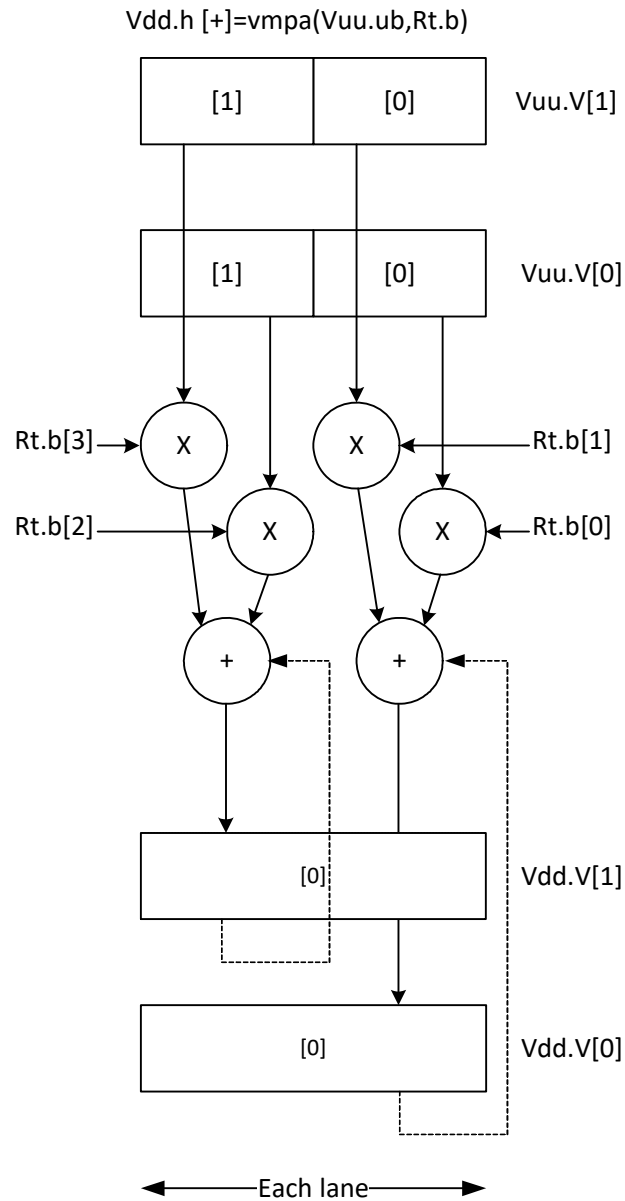 Vdd.h [+]=vmpa(Vuu.ub,Rt.b)
[1] [0] Vuu.V[1]
[1] [0] Vuu.V[0]
Rt.b[3] X X Rt.b[1]
Rt.b[2] X X Rt.b[0]
+ +
[0] Vdd.V[1]
[0] Vdd.V[0]
Each lane